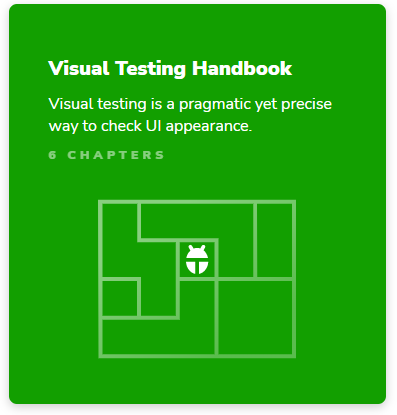 Visual Testing Handbook
Visual testing is a pragmatic yet precise
way to check UI appearance.
6 CHAPTERS